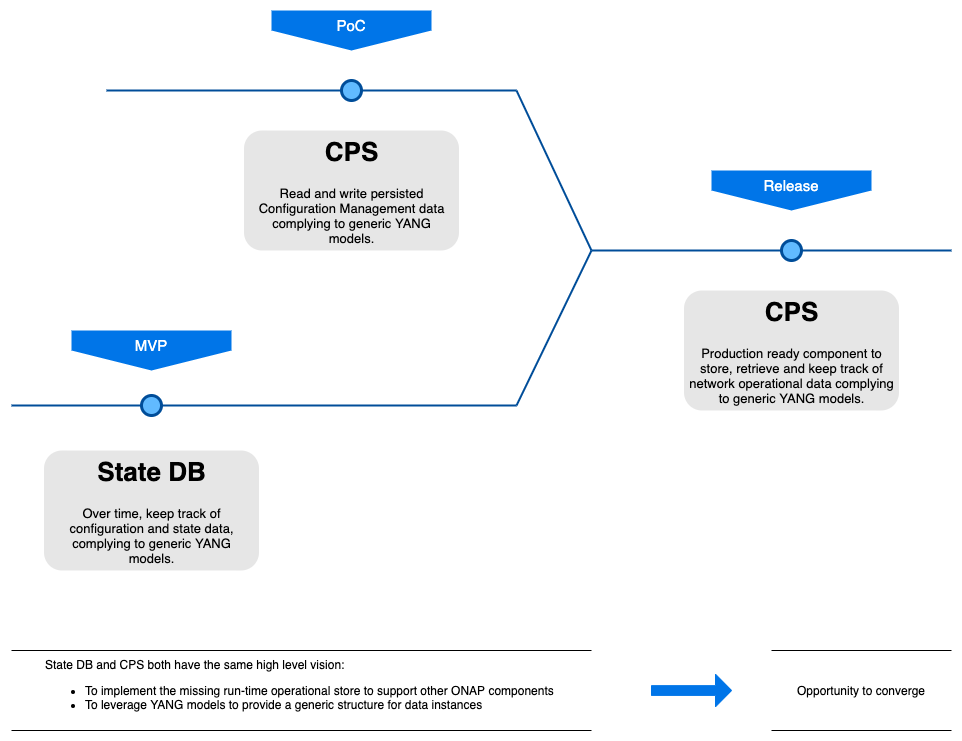 PoC
CPS
Read and write persisted
Configuration Management data
complying to generic YANG
models.
Release
CPS
Production ready component to
store, retrieve and keep track of
network operational data complying
to generic YANG models.
MVP
State DB
Over time, keep track of
configuration and state data,
complying to generic YANG
models.
State DB and CPS both have the same high level vision:
• To implement the missing run-time operational store to support other ONAP components
• To leverage YANG models to provide a generic structure for data instances
Opportunity to converge